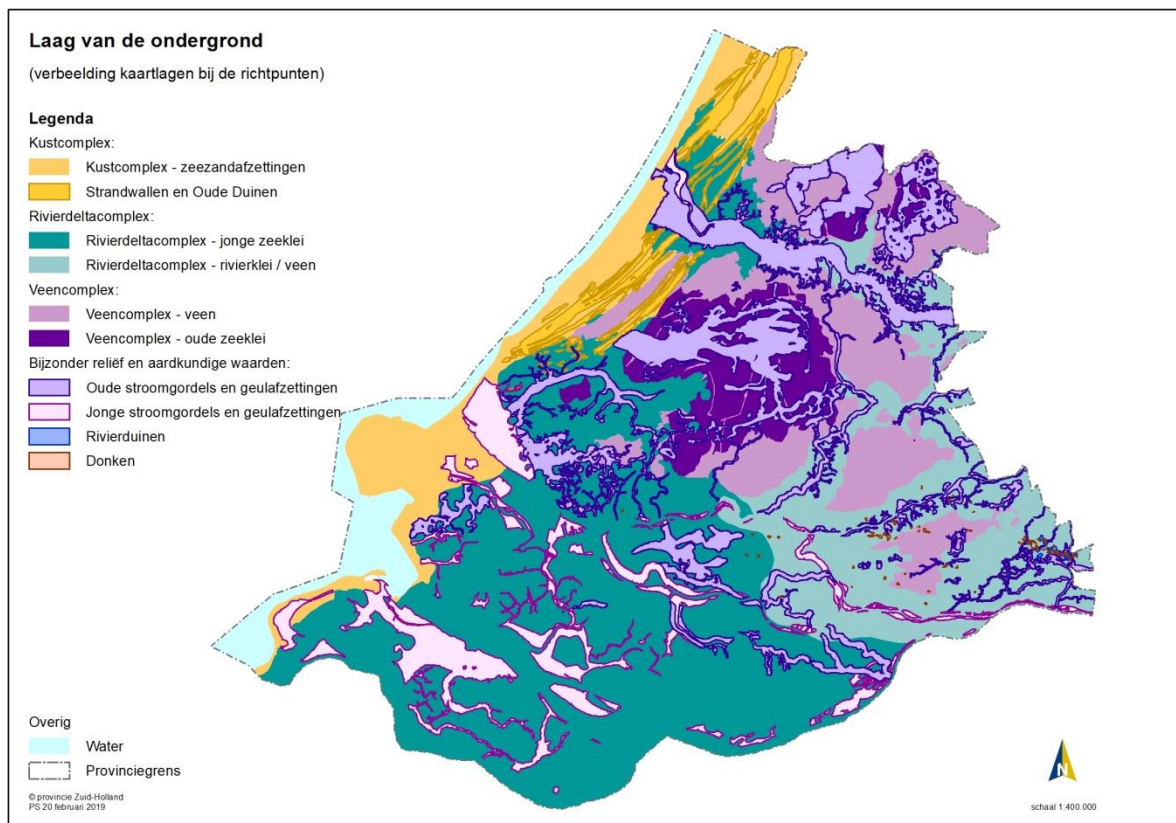 Laag van de ondergrond
(verbeelding kaartlagen bij de richtpunten)
Legenda
Kustcomplex:
Kustcomplex - zeezandafzettingen
Strandwallen en Oude Duinen
Rivierdeltacomplex:
Rivierdeltacomplex - jonge zeeklei
Rivierdeltacomplex - rivierklei / veen
Veencomplex:
Veencomplex - veen
Veencomplex - oude zeeklei
Bijzonder reliëf en aardkundige waarden:
Oude stroomgordels en geulafzettingen
Jonge stroomgordels en geulafzettingen
Rivierduinen
Donken
Overig
Water
Provinciegrens
© provincie Zuid-Holland
PS 20 februari 2019
N
schaal 1:400.000